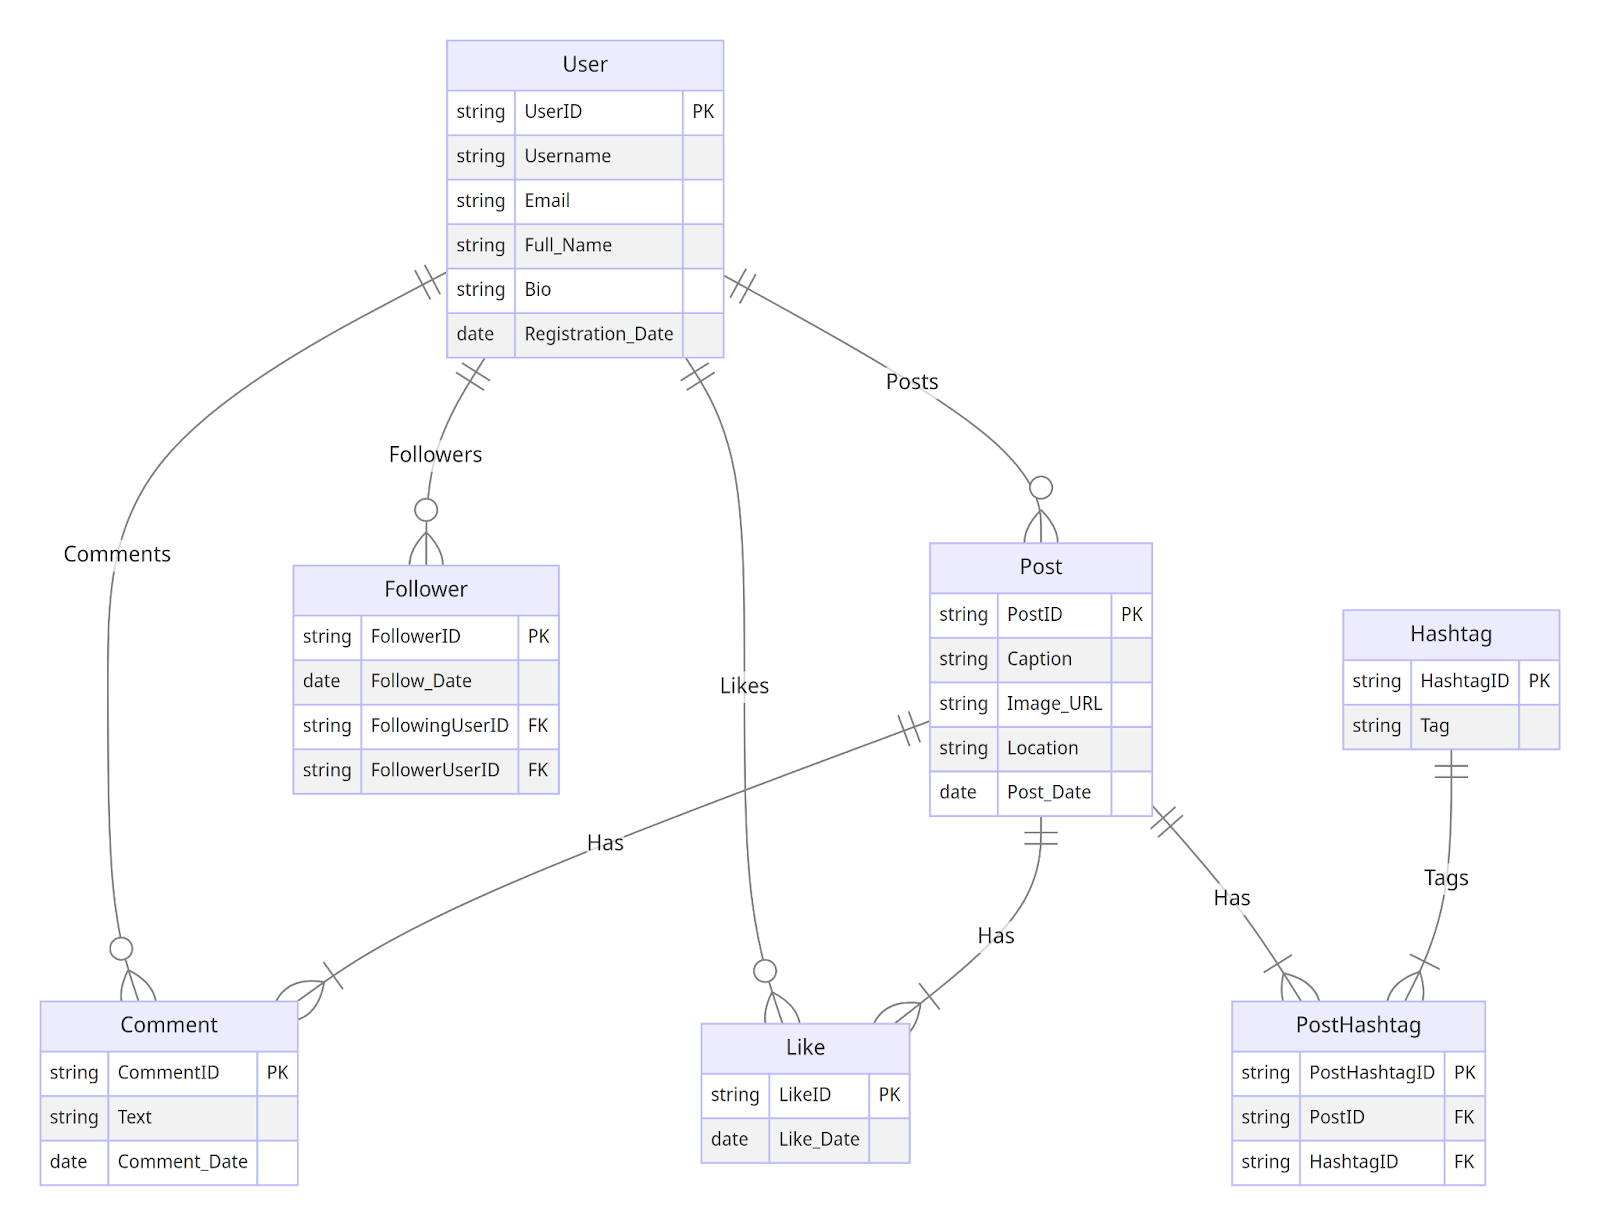 User
string UserID PK
string Username
string Email
string Full_Name
string Bio
date Registration_Date
Posts
Followers
Comments
Likes
Follower
string FollowerID PK
date Follow_Date
string FollowingUserID FK
string FollowerUserID FK
Post
string PostID PK
string Caption
string Image_URL
string Location
date Post_Date
Hashtag
string HashtagID PK
string Tag
Has
Has
Has
Tags
Comment
string CommentID PK
string Text
date Comment_Date
Like
string LikeID PK
date Like_Date
PostHashtag
string PostHashtagID PK
string PostID FK
string HashtagID FK